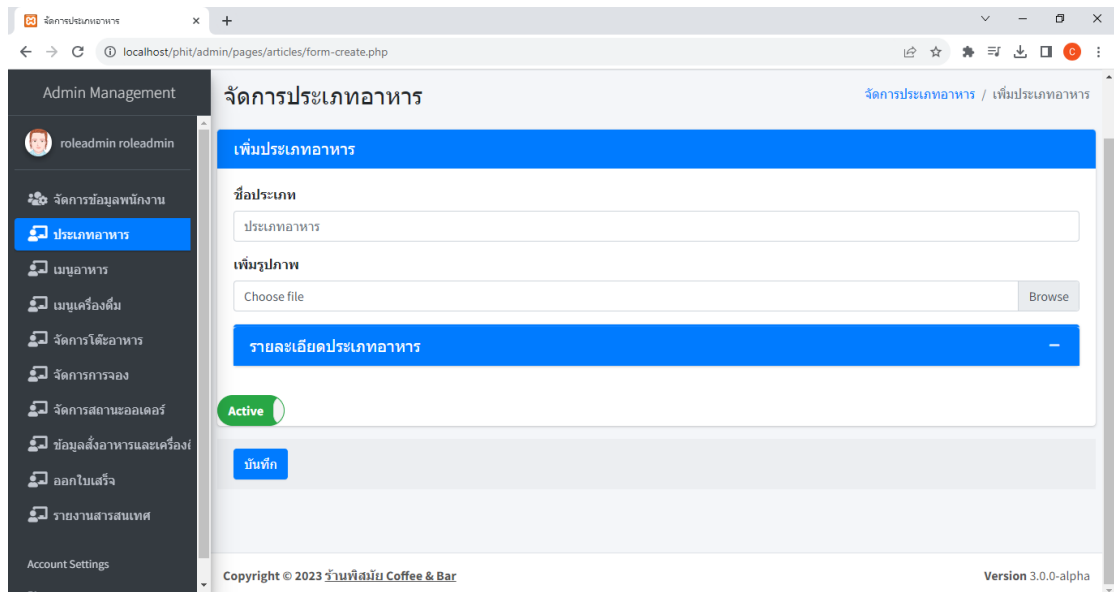 จัดการประเภทอาหาร
localhost/phit/admin/pages/articles/form-create.php
C
Admin Management
roleadmin roleadmin
จัดการข้อมูลพนักงาน
ประเภทอาหาร
เมนูอาหาร
เมนูเครื่องดื่ม
จัดการโต๊ะอาหาร
จัดการการจอง
จัดการสถานะออเดอร์
ข้อมูลสั่งอาหารและเครื่องดื
ออกใบเสร็จ
รายงานสารสนเทศ
Account Settings
จัดการประเภทอาหาร
จัดการประเภทอาหาร / เพิ่มประเภทอาหาร
เพิ่มประเภทอาหาร
ชื่อประเภท
ประเภทอาหาร
เพิ่มรูปภาพ
Choose file Browse
รายละเอียดประเภทอาหาร
Active
บันทึก
Copyright © 2023 ร้านพิสมัย Coffee & Bar
Version 3.0.0-alpha